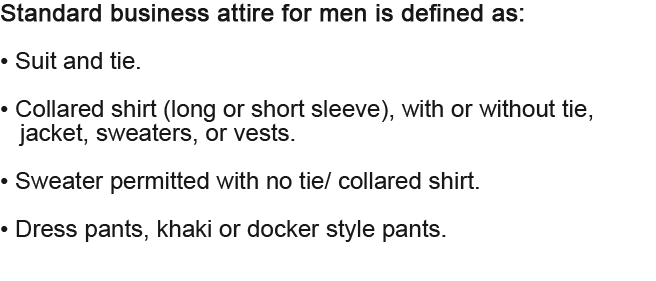 Standard business attire for men is defined as:
• Suit and tie.
• Collared shirt (long or short sleeve), with or without tie,
jacket, sweaters, or vests.
• Sweater permitted with no tie/ collared shirt.
• Dress pants, khaki or docker style pants.